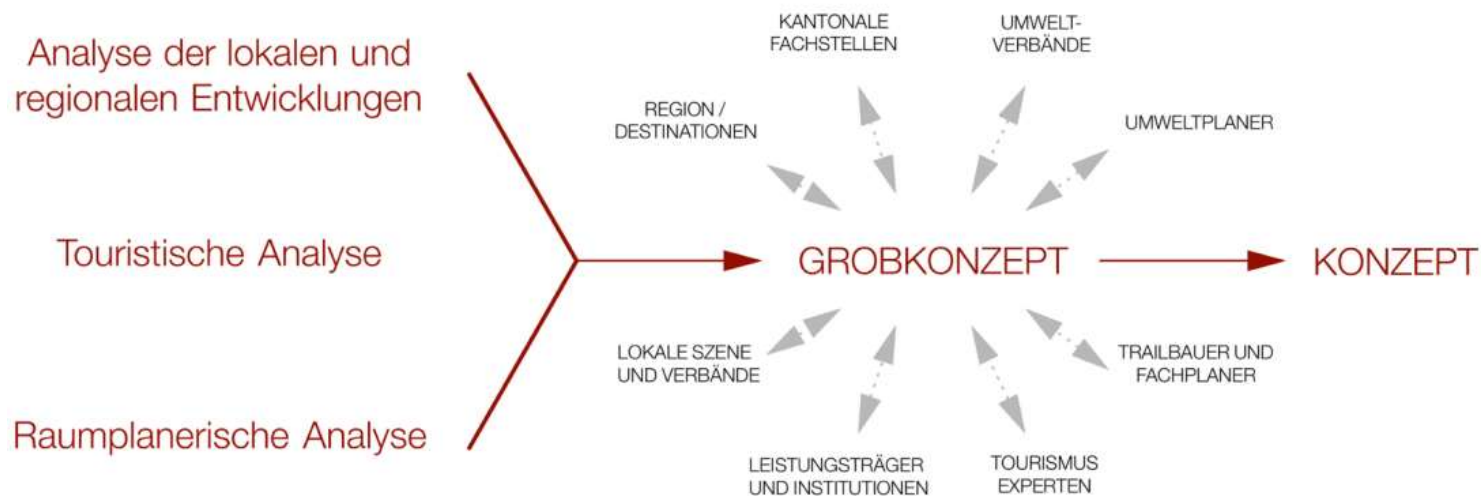 Analyse der lokalen und
regionalen Entwicklungen
Touristische Analyse
Raumplanerische Analyse
KANTONALE
FACHSTELLEN
UMWELT-
VERBÄNDE
REGION /
DESTINATIONEN
UMWELTPLANER
GROBKONZEPT
KONZEPT
LOKALE SZENE
UND VERBÄNDE
TRAILBAUER UND
FACHPLANER
LEISTUNGSTRÄGER
UND INSTITUTIONEN
TOURISMUS
EXPERTEN